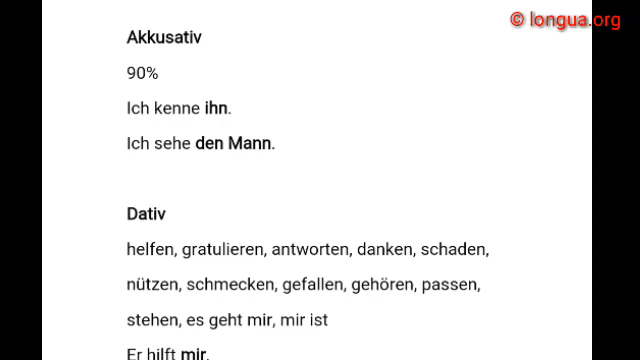 © longua.org
Akkusativ
90%
Ich kenne ihn.
Ich sehe den Mann.
Dativ
helfen, gratulieren, antworten, danken, schaden,
nützen, schmecken, gefallen, gehören, passen,
stehen, es geht mir, mir ist
Er hilft mir.